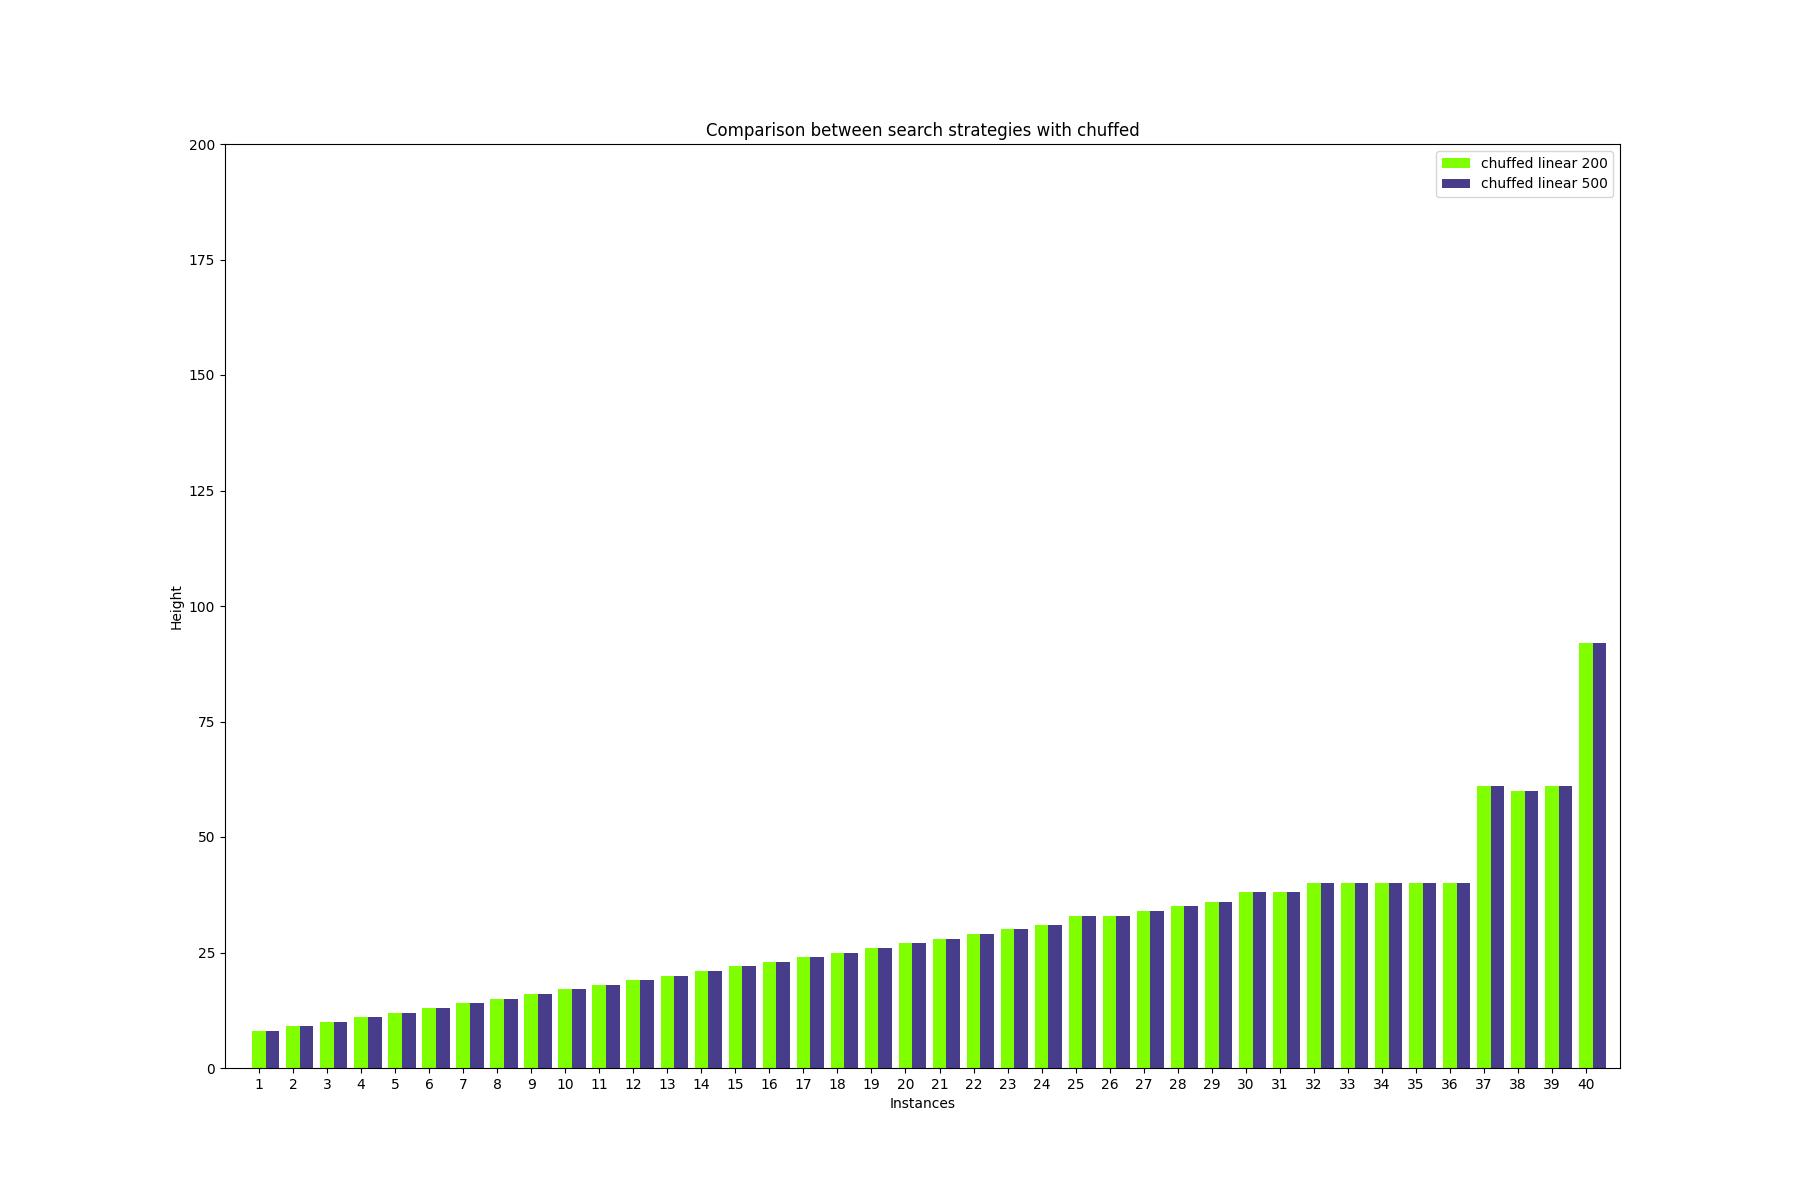 Comparison between search strategies with chuffed
chuffed linear 200
chuffed linear 500
200
175
150
125
100
75
50
25
0
Height
1 2 3 4 5 6 7 8 9 10 11 12 13 14 15 16 17 18 19 20 21 22 23 24 25 26 27 28 29 30 31 32 33 34 35 36 37 38 39 40
Instances